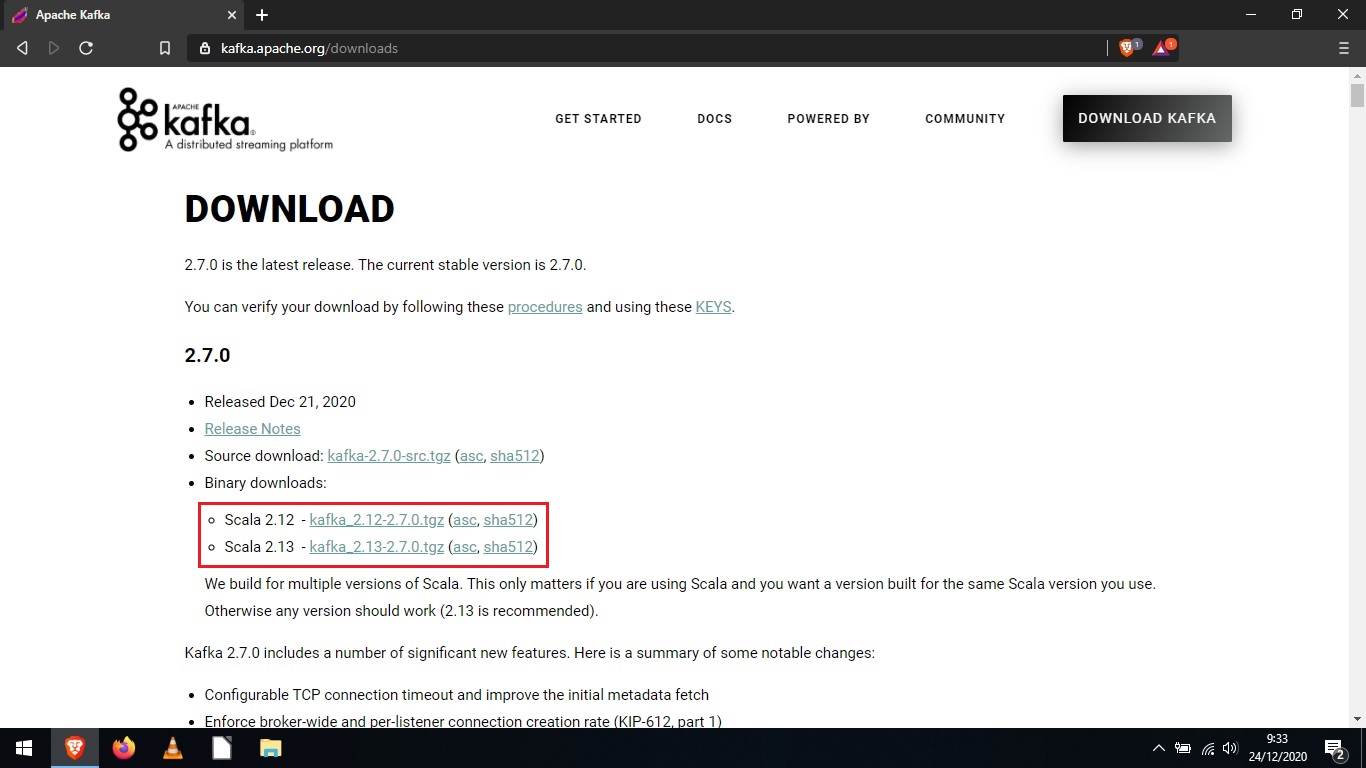 Apache Kafka
kafka.apache.org/downloads
1
1
APACHE
kafka®
A distributed streaming platform
GET STARTED
DOCS
POWERED BY
COMMUNITY
DOWNLOAD KAFKA
DOWNLOAD
2.7.0 is the latest release. The current stable version is 2.7.0.
You can verify your download by following these procedures and using these KEYS.
2.7.0
Released Dec 21, 2020
Release Notes
Source download: kafka-2.7.0-src.tgz (asc, sha512)
Binary downloads:
Scala 2.12 - kafka_2.12-2.7.0.tgz (asc, sha512)
Scala 2.13 - kafka_2.13-2.7.0.tgz (asc, sha512)
We build for multiple versions of Scala. This only matters if you are using Scala and you want a version built for the same Scala version you use.
Otherwise any version should work (2.13 is recommended).
Kafka 2.7.0 includes a number of significant new features. Here is a summary of some notable changes:
Configurable TCP connection timeout and improve the initial metadata fetch
Enforce broker-wide and per-listener connection creation rate (KIP-612, part 1)
9:33
24/12/2020
2